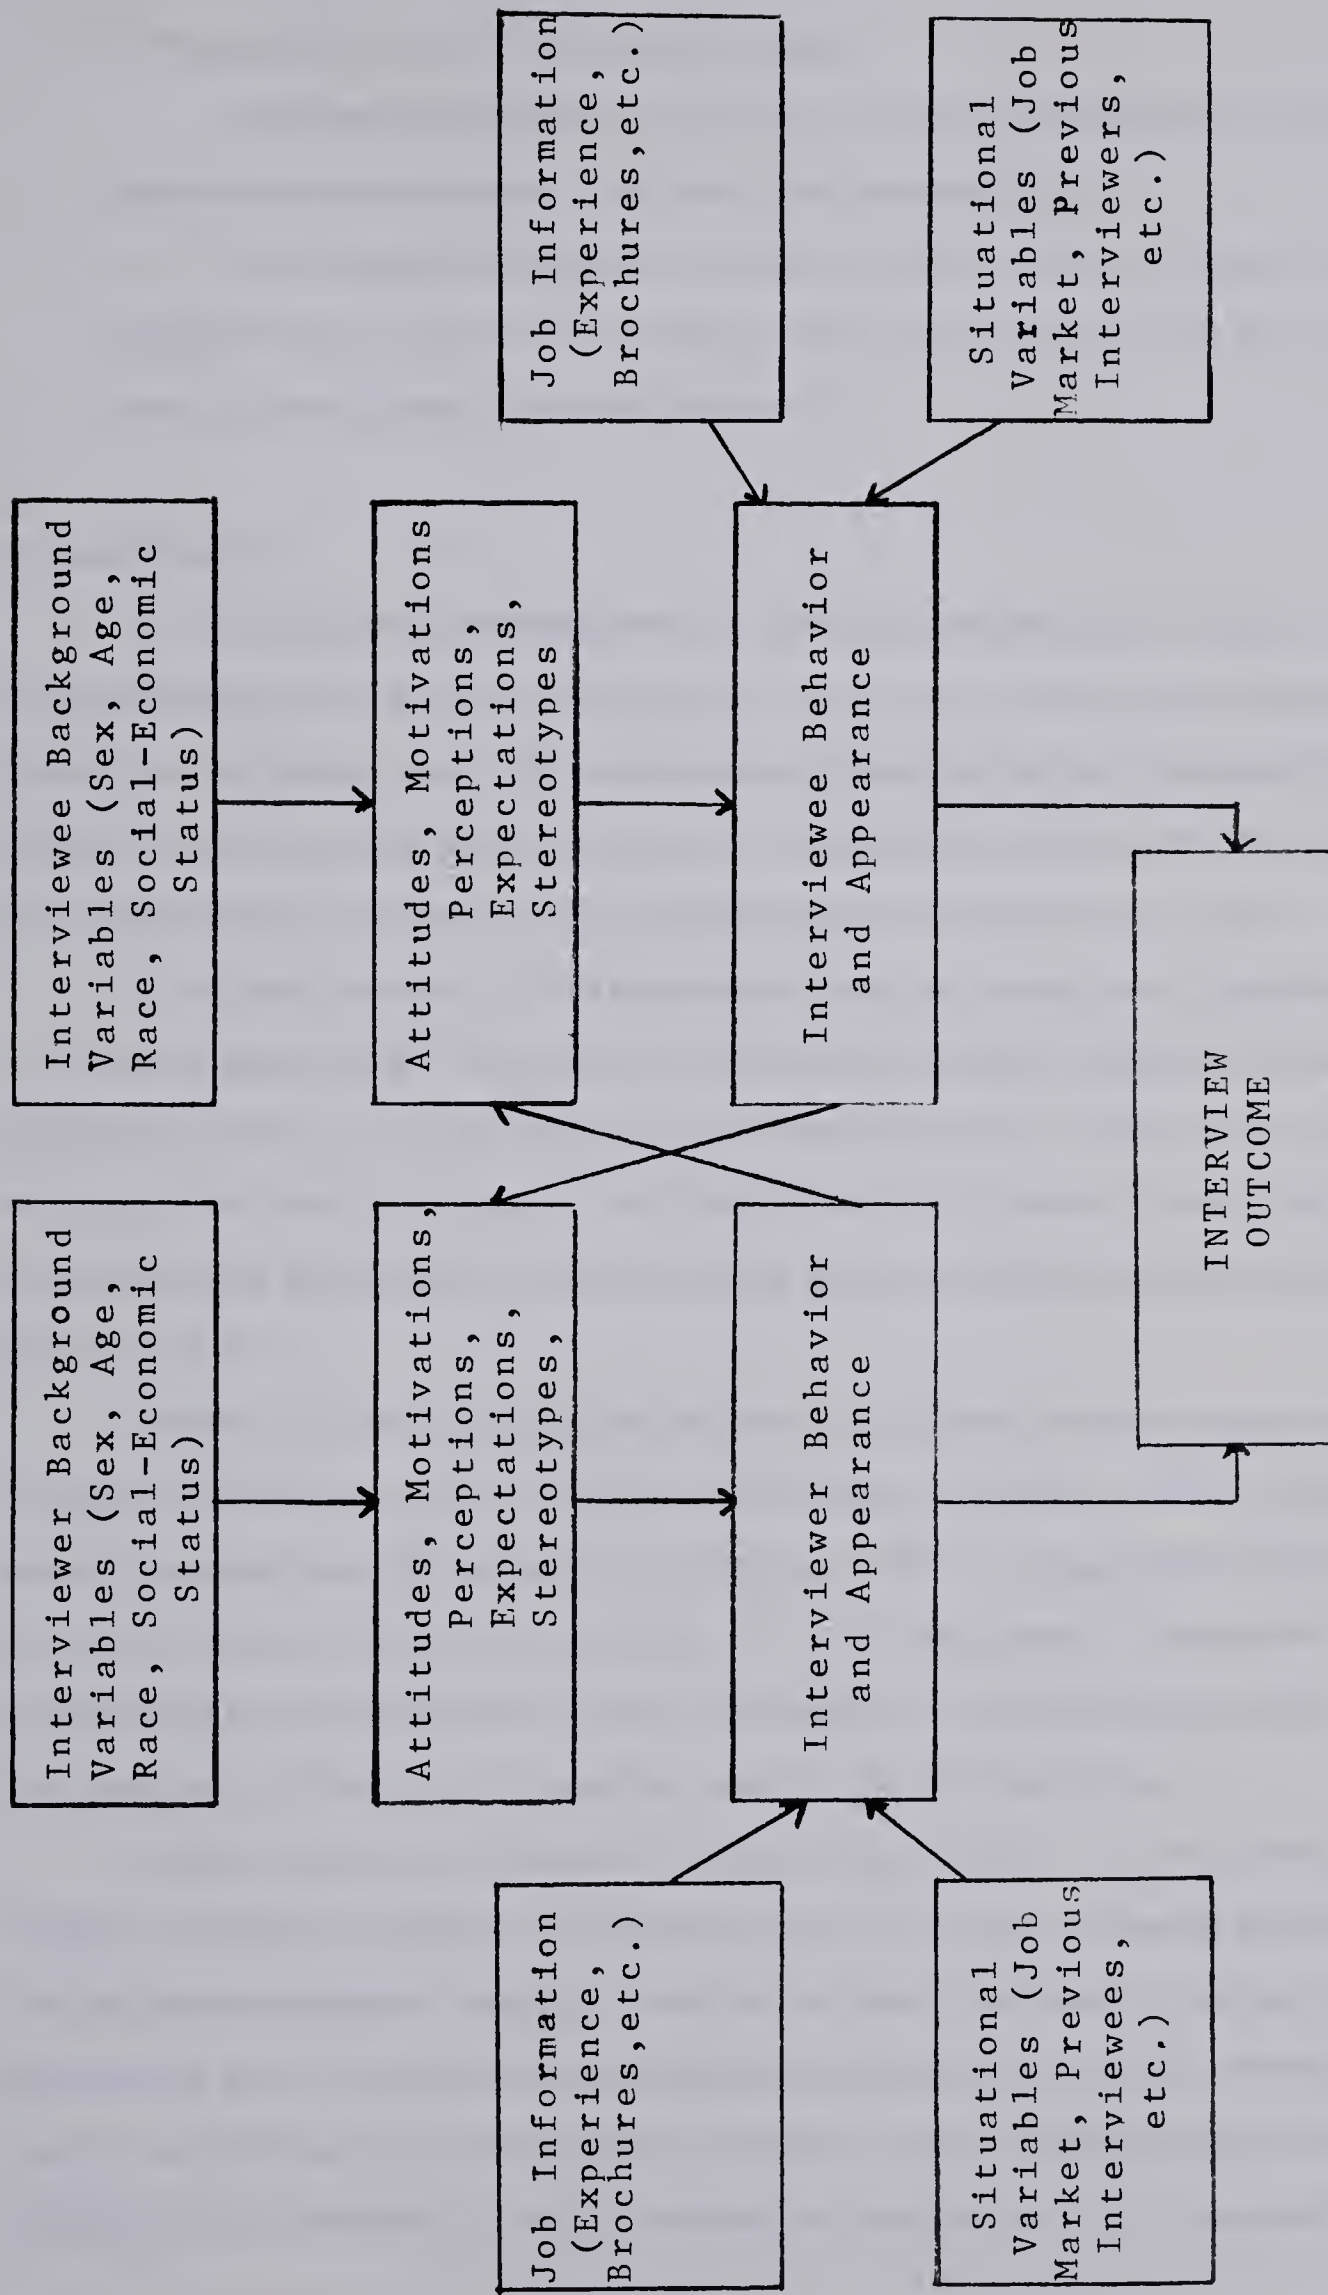 Interviewer Background
Variables (Sex, Age,
Race, Social-Economic
Status)
Interviewee Background
Variables (Sex, Age,
Race, Social-Economic
Status)
Attitudes, Motivations,
Perceptions,
Expectations,
Stereotypes,
Attitudes, Motivations
Perceptions,
Expectations,
Stereotypes
Job Information
(Experience,
Brochures,etc.)
Job Information
(Experience,
Brochures,etc.)
Interviewer Behavior
and Appearance
Interviewee Behavior
and Appearance
Situational
Variables (Job
Market, Previous
Interviewees,
etc.)
Situational
Variables (Job
Market, Previous
Interviewers,
etc.)
INTERVIEW
OUTCOME